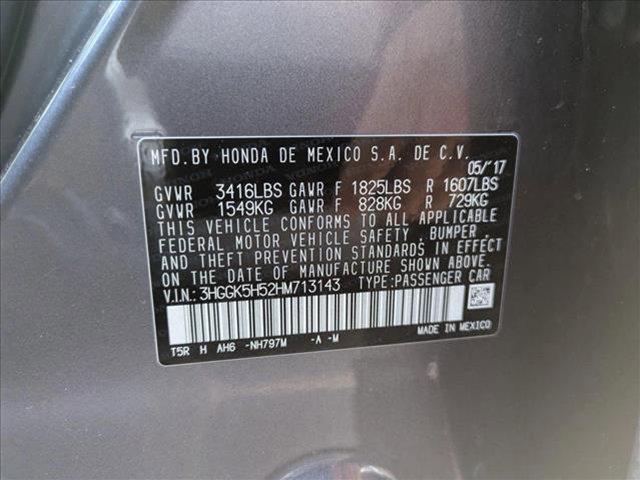 MFD.BY HONDA DE MEXICO S.A. DE C.V.
05/'17
GVWR 3416LBS GAWR F 1825LBS R 1607LBS
GVWR 1549KG GAWR F 828KG R 729KG
THIS VEHICLE CONFORMS TO ALL APPLICABLE
FEDERAL MOTOR VEHICLE SAFETY, BUMPER,
AND THEFT PREVENTION STANDARDS IN EFFECT
ON THE DATE OF MANUFACTURE SHOWN ABOVE.
V.I.N.: 3HGGK5H52HM713143 TYPE:PASSENGER CAR
MADE IN MEXICO
T5R H AH6 -NH797M -A -M